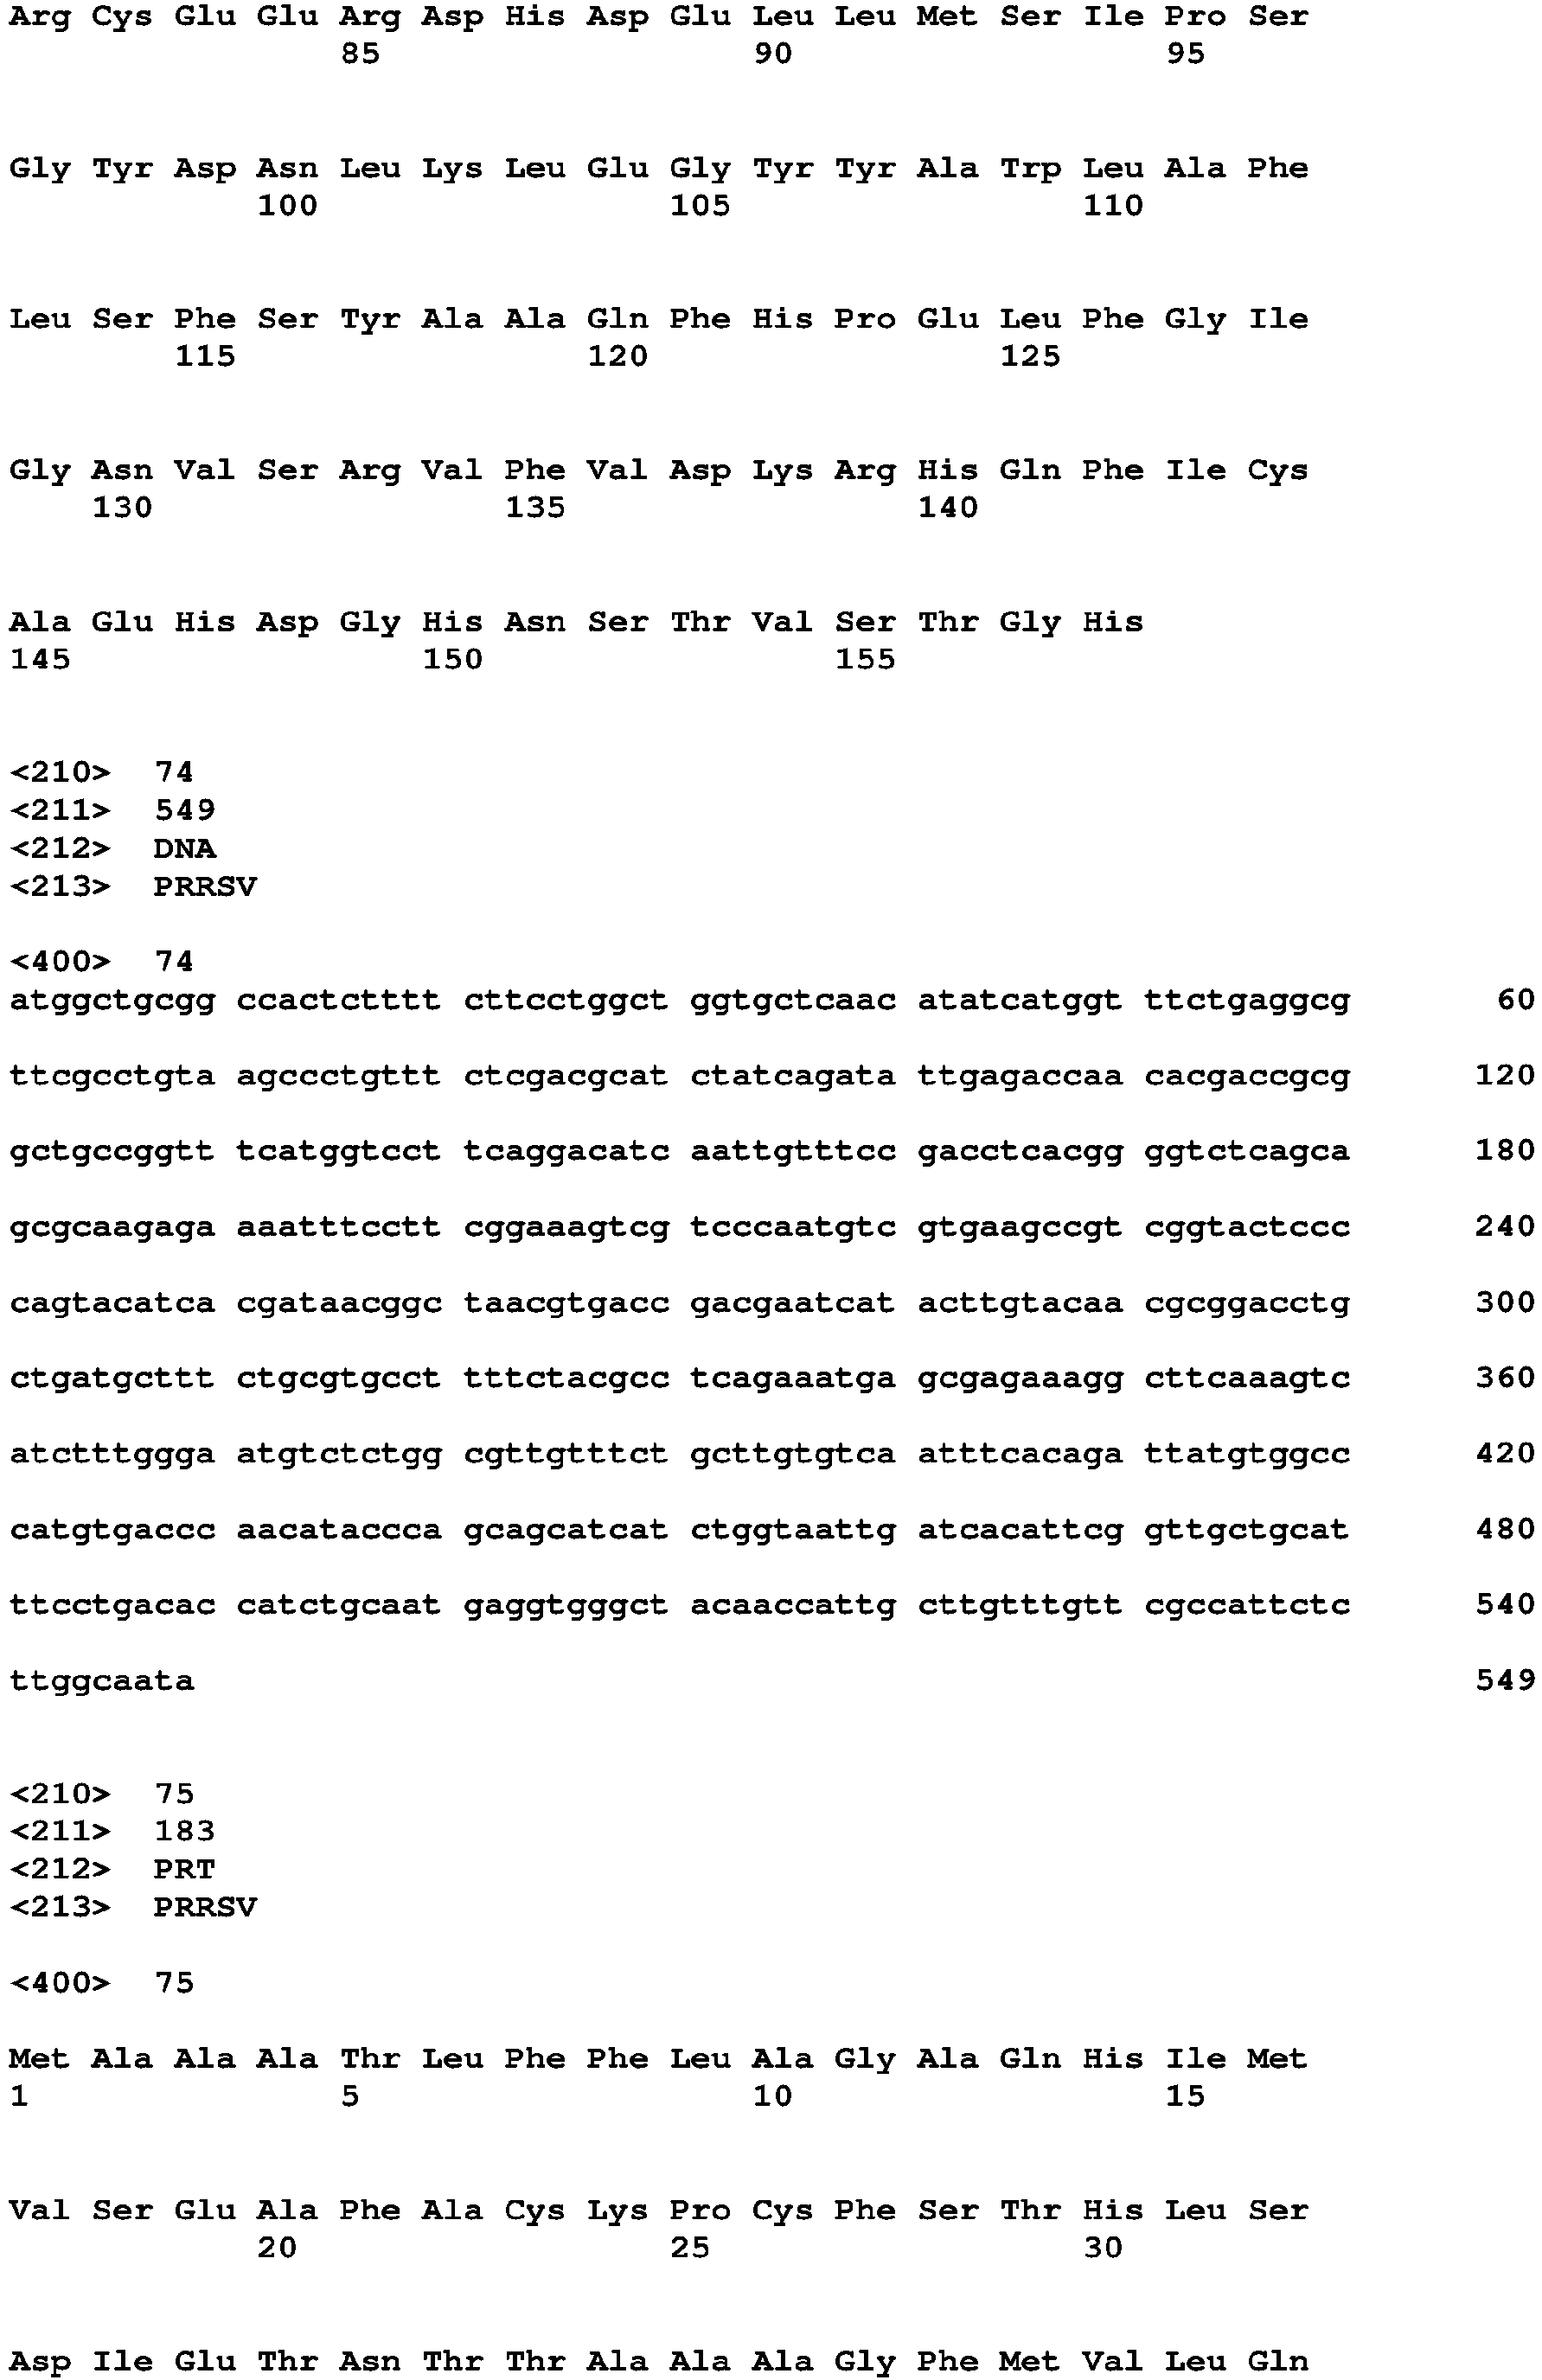 Arg Cys Glu Glu Arg Asp His Asp Glu Leu Leu Met Ser Ile Pro Ser
85 90 95
Gly Tyr Asp Asn Leu Lys Leu Glu Gly Tyr Tyr Ala Trp Leu Ala Phe
100 105 110
Leu Ser Phe Ser Tyr Ala Ala Gln Phe His Pro Glu Leu Phe Gly Ile
115 120 125
Gly Asn Val Ser Arg Val Phe Val Asp Lys Arg His Gln Phe Ile Cys
130 135 140
Ala Glu His Asp Gly His Asn Ser Thr Val Ser Thr Gly His
145 150 155
<210> 74
<211> 549
<212> DNA
<213> PRRSV
<400> 74
atggctgcgg ccactctttt cttcctggct ggtgctcaac atatcatggt ttctgaggcg 60
ttcgcctgta agccctgttt ctcgacgcat ctatcagata ttgagaccaa cacgaccgcg 120
gctgccggtt tcatggtcct tcaggacatc aattgtttcc gacctcacgg ggtctcagca 180
gcgcaagaga aaatttcctt cggaaagtcg tcccaatgtc gtgaagccgt cggtactccc 240
cagtacatca cgataacggc taacgtgacc gacgaatcat acttgtacaa cgcggacctg 300
ctgatgcttt ctgcgtgcct tttctacgcc tcagaaatga gcgagaaagg cttcaaagtc 360
atctttggga atgtctctgg cgttgtttct gcttgtgtca atttcacaga ttatgtggcc 420
catgtgaccc aacataccca gcagcatcat ctggtaattg atcacattcg gttgctgcat 480
ttcctgacac catctgcaat gaggtgggct acaaccattg cttgtttgtt cgccattctc 540
ttggcaata 549
<210> 75
<211> 183
<212> PRT
<213> PRRSV
<400> 75
Met Ala Ala Ala Thr Leu Phe Phe Leu Ala Gly Ala Gln His Ile Met
1 5 10 15
Val Ser Glu Ala Phe Ala Cys Lys Pro Cys Phe Ser Thr His Leu Ser
20 25 30
Asp Ile Glu Thr Asn Thr Thr Ala Ala Ala Gly Phe Met Val Leu Gln